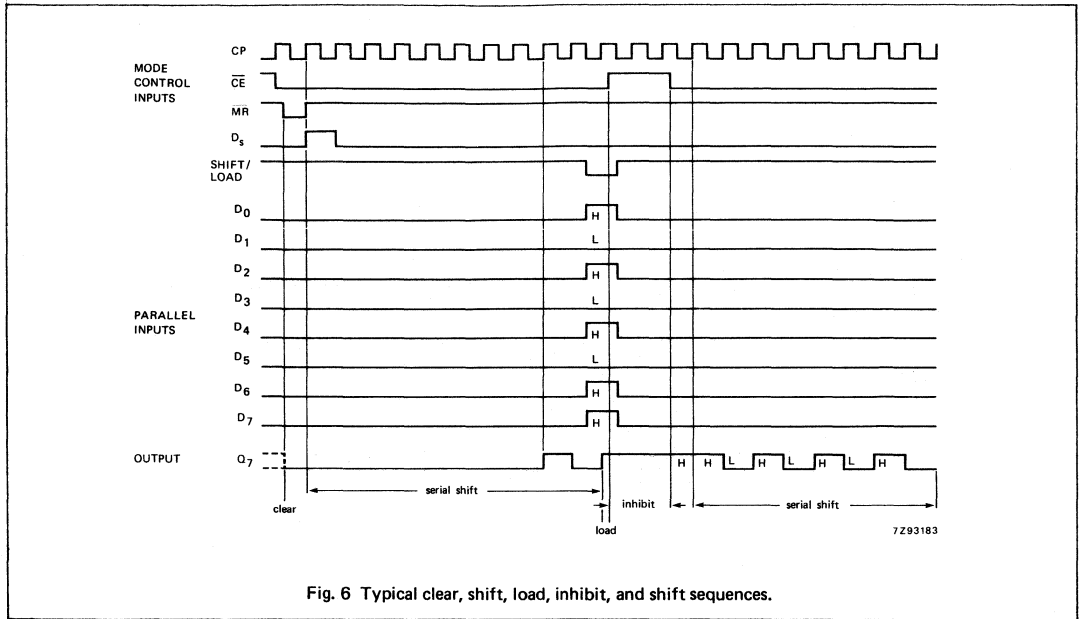 CP
MODE
CONTROL
INPUTS
CE
MR
Ds
SHIFT/
LOAD
D0
H
D1
L
D2
H
D3
L
PARALLEL
INPUTS
D4
H
D5
L
D6
H
D7
H
OUTPUT
Q7
H H L H L H L H
serial shift
clear
inhibit
serial shift
load
7Z93183
Fig. 6 Typical clear, shift, load, inhibit, and shift sequences.